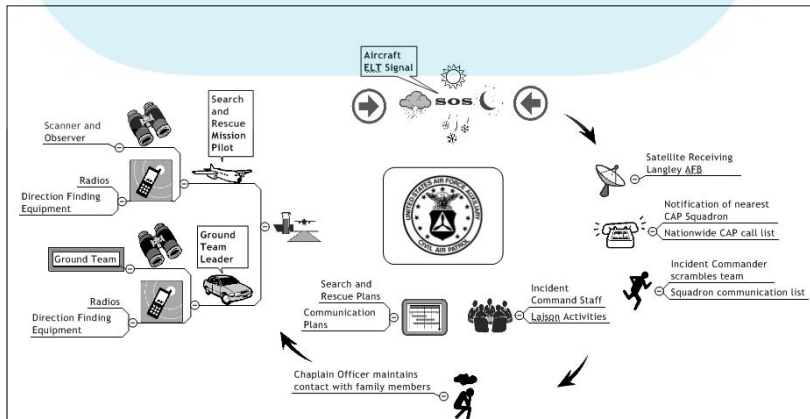 Aircraft
ELT Signal
SOS
Satellite Receiving
Langley AFB
Notification of nearest
CAP Squadron
Nationwide CAP call list
Incident Commander
scrambles team
Squadron communication list
Incident
Command Staff
Laison Activities
Search and
Rescue Plans
Communication
Plans
Chaplain Officer maintains
contact with family members
UNITED STATES AIR FORCE AUXILIARY
CIVIL AIR PATROL
Search
and
Rescue
Mission
Pilot
Scanner and
Observer
Radios
Direction Finding
Equipment
Ground
Team
Leader
Ground Team
Radios
Direction Finding
Equipment